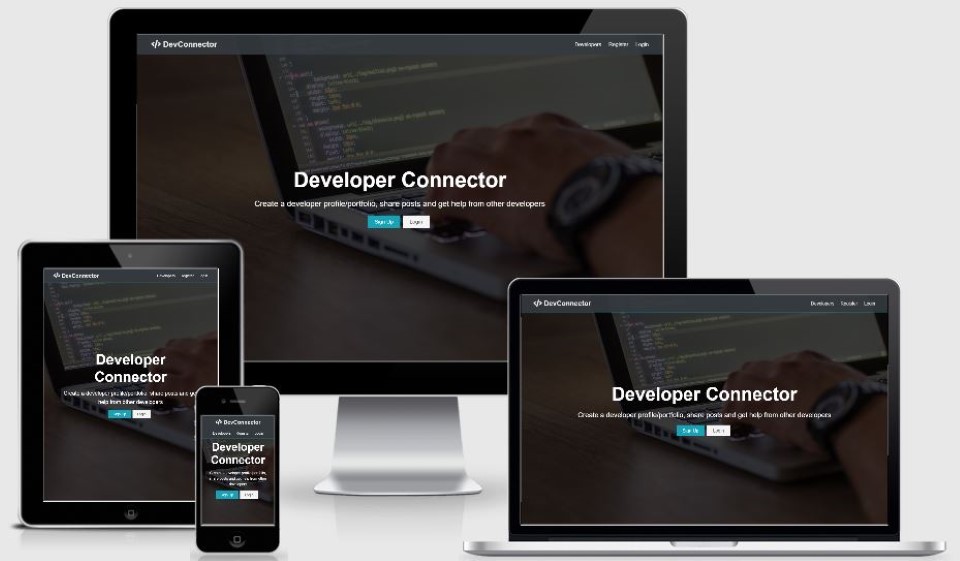 </> DevConnector
Developers Register Login
Developer Connector
Create a developer profile/portfolio, share posts and get help from other developers
Sign Up Login
</> DevConnector
Developers Register
Developer
Connector
Create a developer profile/portfolio, share posts and get
help from other developers
Sign Up Login
</> DevConnector
Developers Login
Developer
Connector
Sign Up Login
</> DevConnector
Developers Register Login
Developer Connector
Create a developer profile/portfolio, share posts and get help from other developers
Sign Up Login